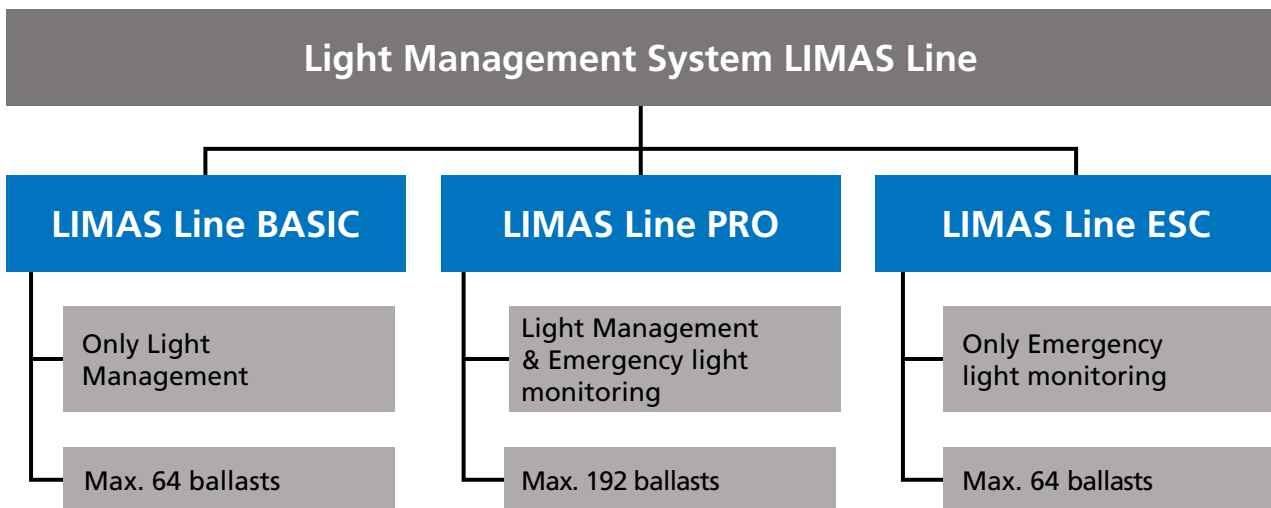 Light Management System LIMAS Line
LIMAS Line BASIC
Only Light
Management
Max. 64 ballasts
LIMAS Line PRO
Light Management
& Emergency light
monitoring
Max. 192 ballasts
LIMAS Line ESC
Only Emergency
light monitoring
Max. 64 ballasts